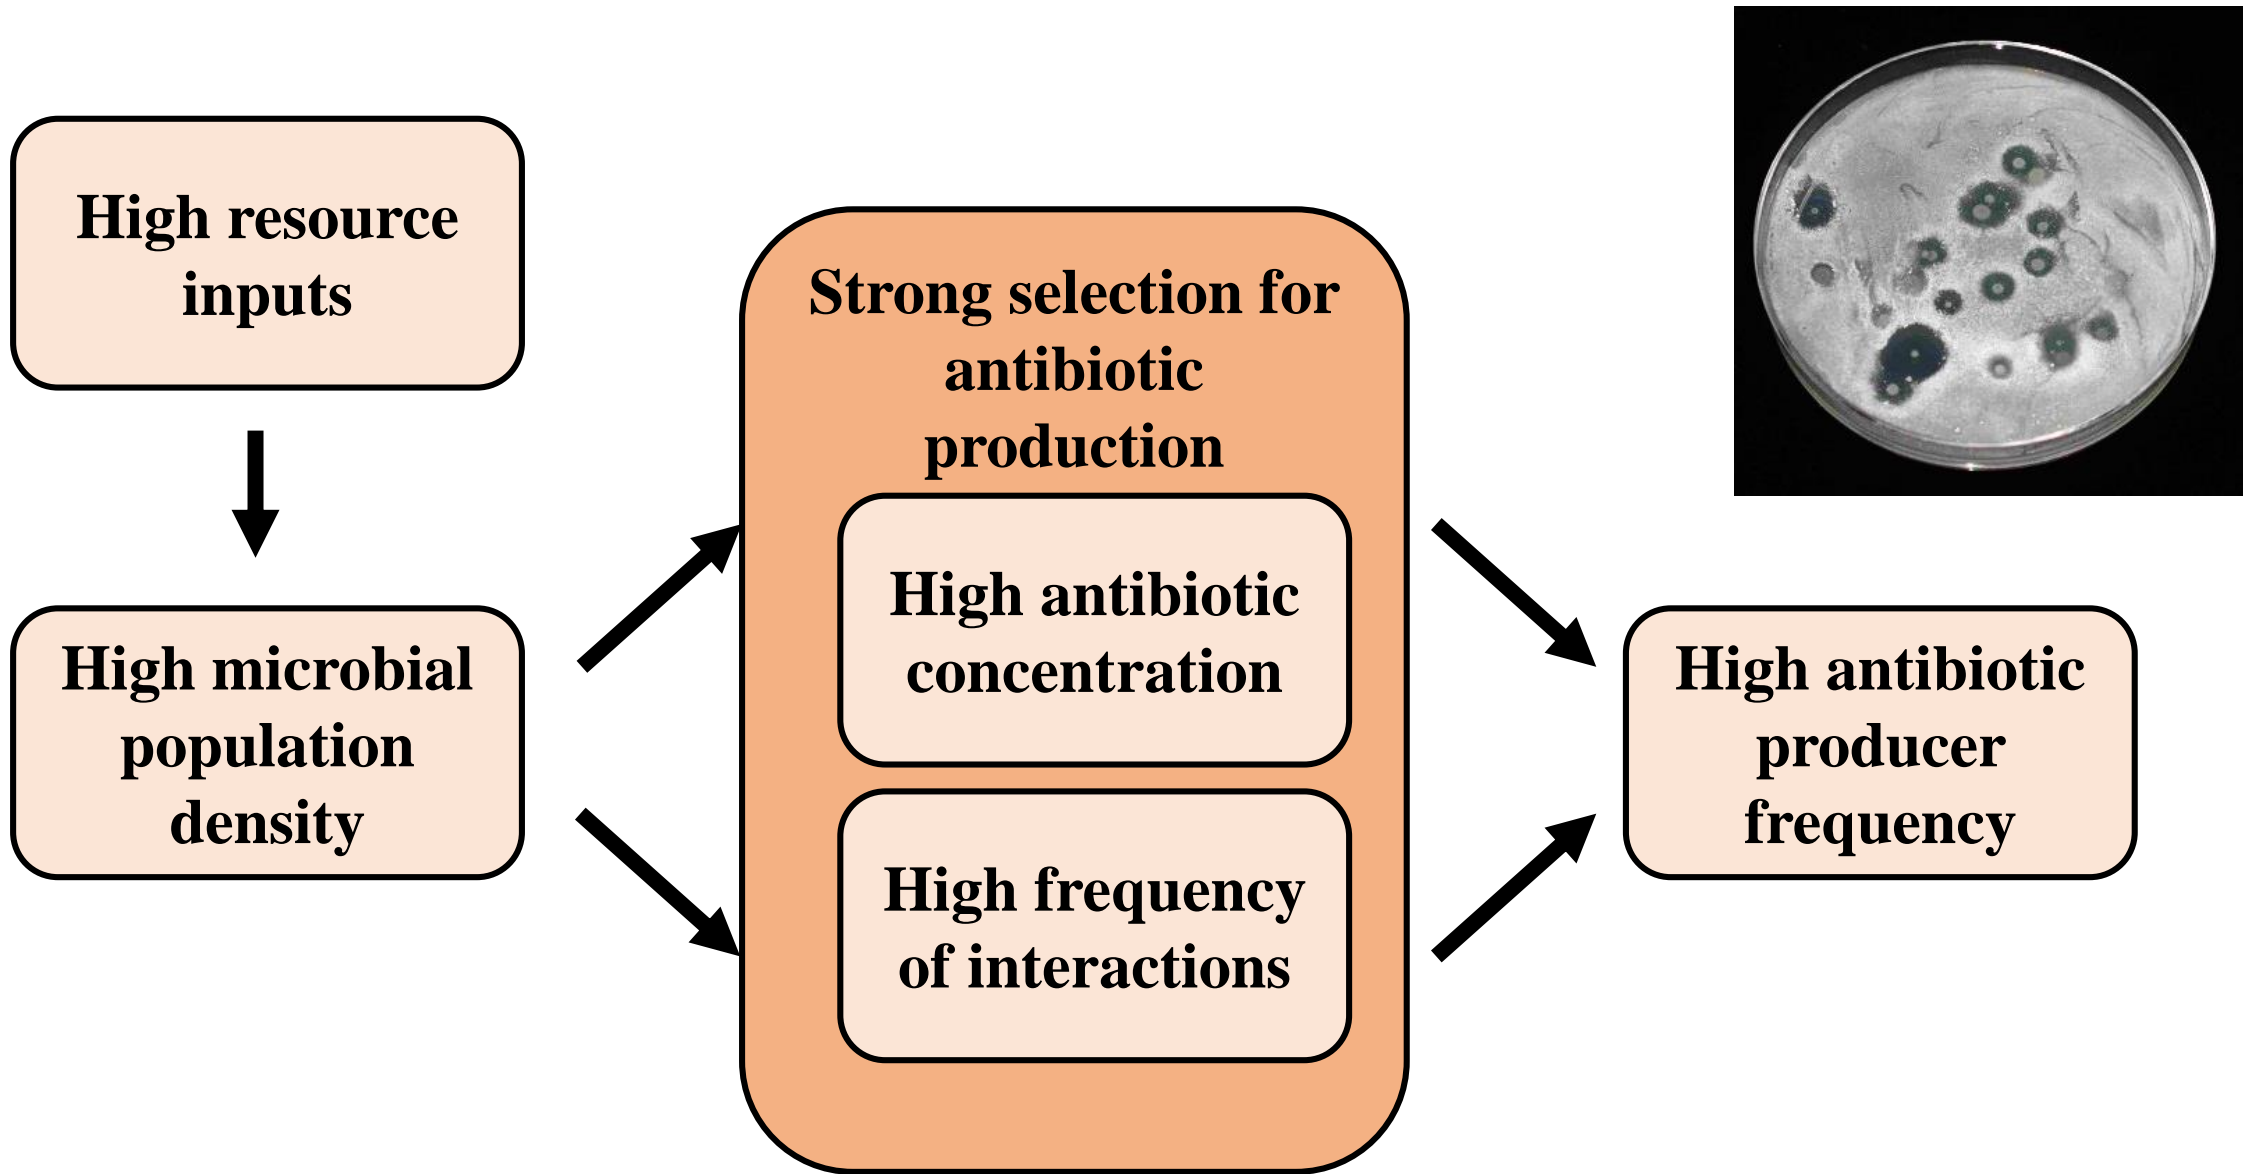 High resource
inputs
High microbial
population
density
Strong selection for
antibiotic
production
High antibiotic
concentration
High frequency
of interactions
High antibiotic
producer
frequency